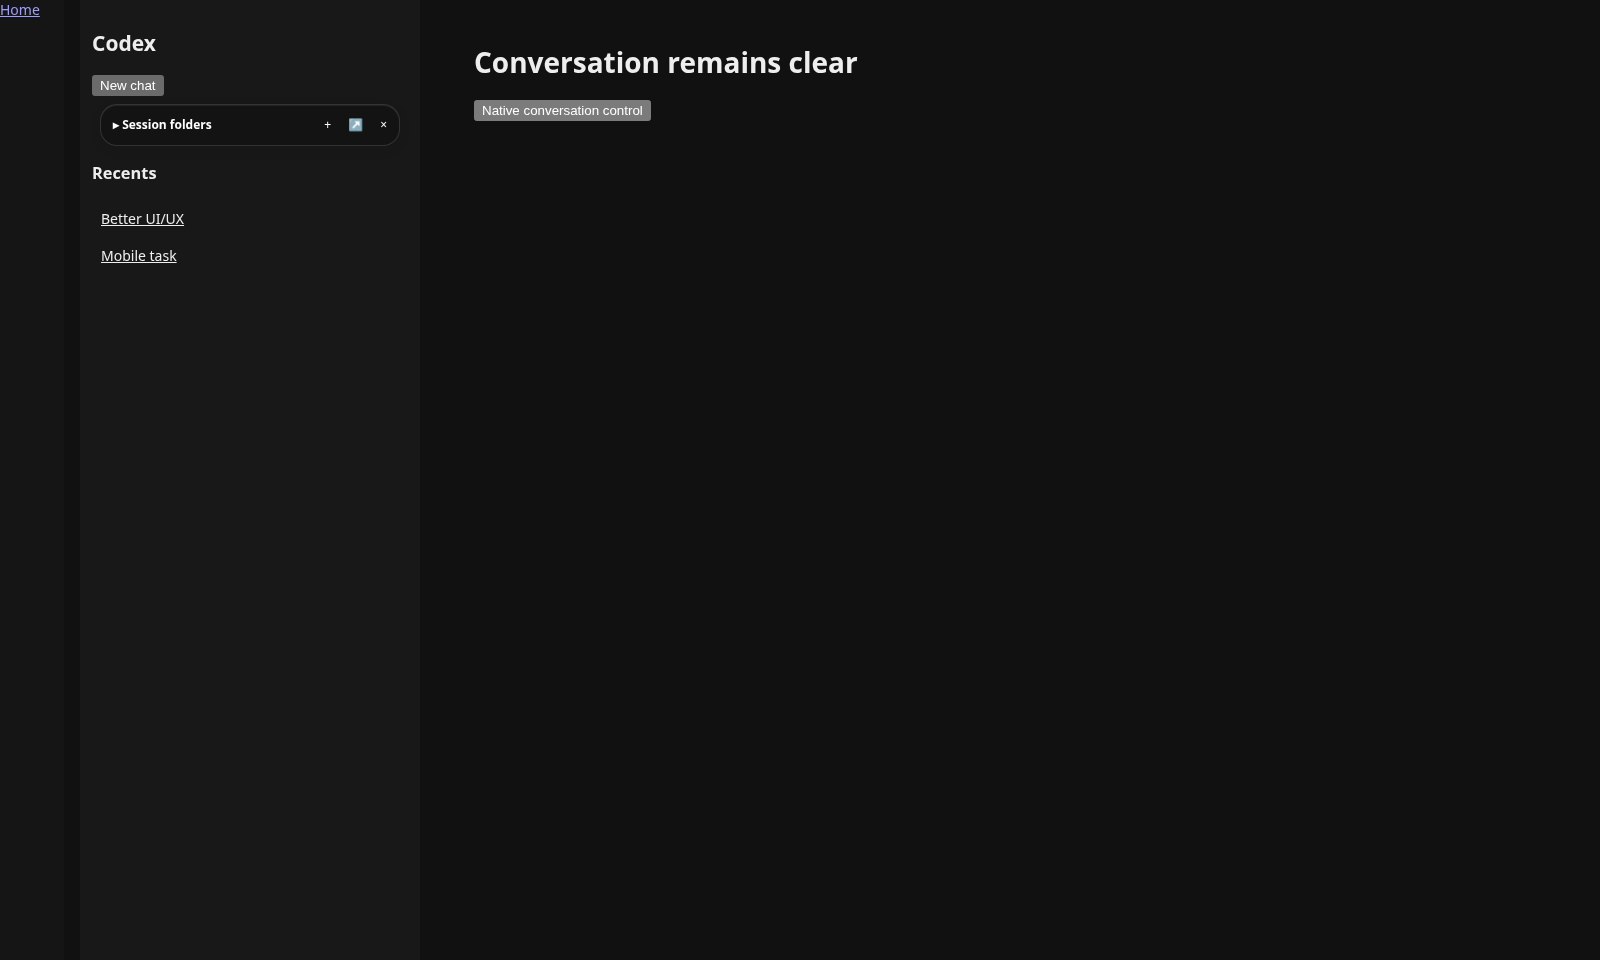 Home
Codex
New chat
▸ Session folders + ↗ ×
Recents
Better UI/UX
Mobile task
Conversation remains clear
Native conversation control